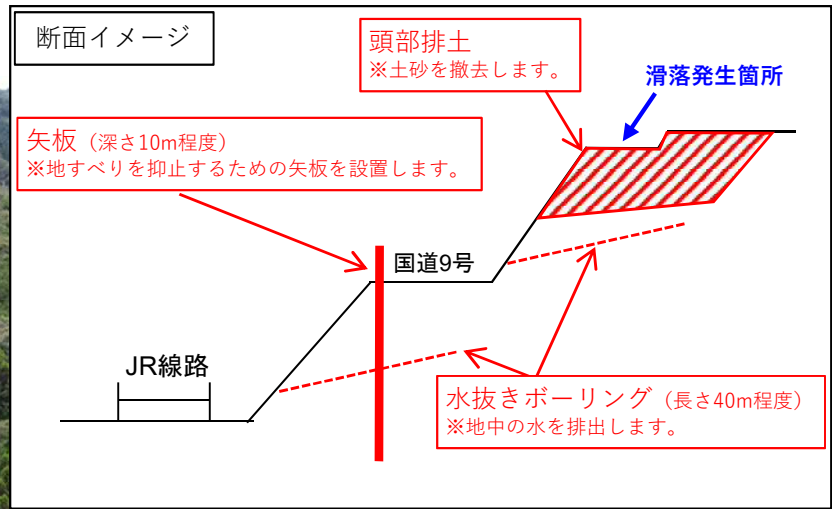 断面イメージ
頭部排土
※土砂を撤去します。
滑落発生箇所
矢板（深さ10m程度）
※地すべりを抑止するための矢板を設置します。
国道9号
JR線路
水抜きボーリング（長さ40m程度）
※地中の水を排出します。